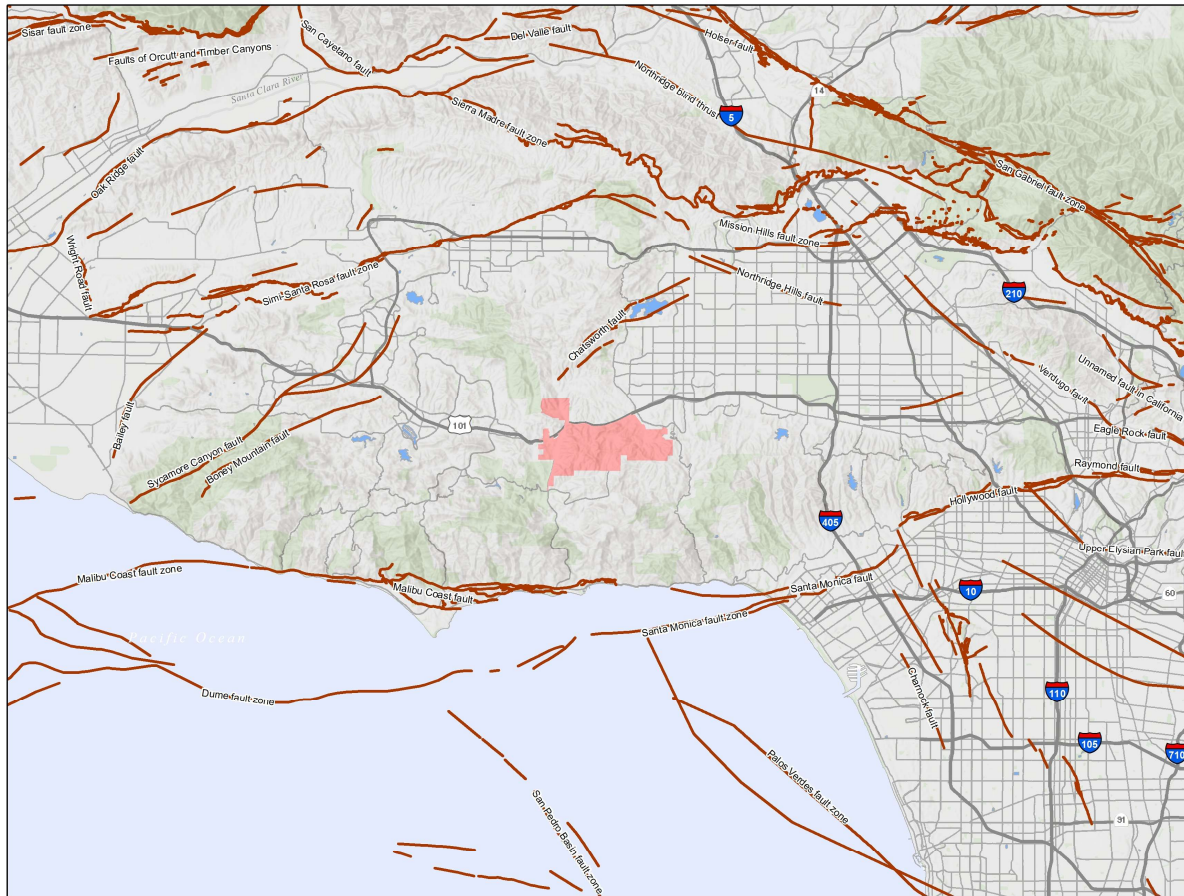 Sisar fault zone
Faults of Orcutt and Timber Canyons
San Cayetano fault
Del Valle fault
Holser fault
Santa Clara River
Northridge blind thrust
14
5
Sierra Madre fault zone
Oak Ridge fault
San Gabriel fault zone
Mission Hills fault zone
Wright Road fault
Simi-Santa Rosa fault zone
Northridge Hills fault
210
Chatsworth fault
Unnamed fault in California
Verdugo fault
Bailey fault
101
Eagle Rock fault
Sycamore Canyon fault
Boney Mountain fault
Raymond fault
Hollywood fault
405
Upper Elysian Park fault
Malibu Coast fault zone
Malibu Coast fault
Santa Monica fault
10
60
Santa Monica fault zone
Pacific Ocean
Dume fault zone
Charnock fault
110
105
710
Palos Verdes fault zone
San Pedro Basin fault zone
91